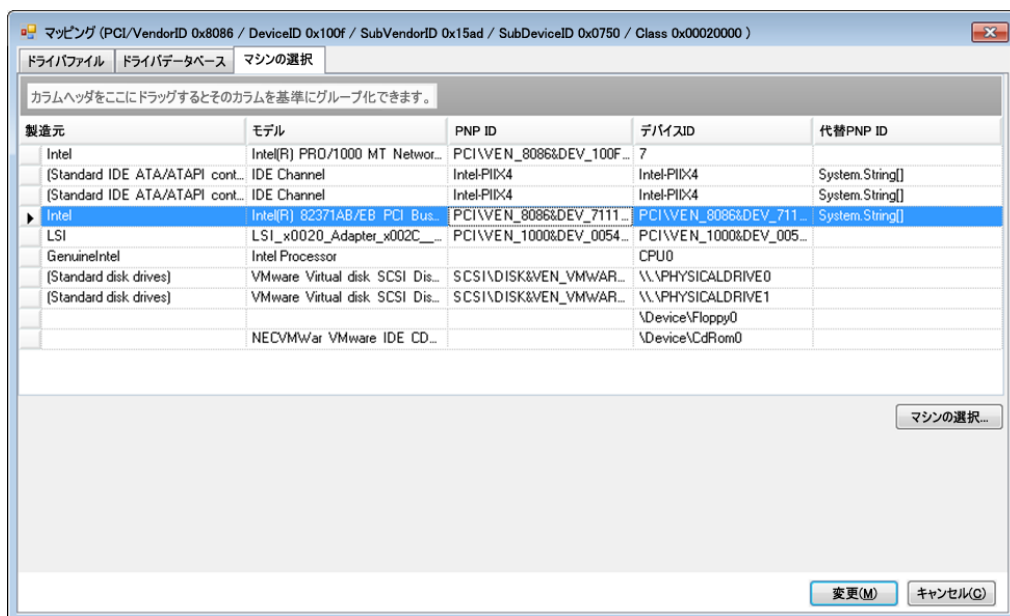 マッピング (PCI/VendorID 0x8086 / DeviceID 0x100f / SubVendorID 0x15ad / SubDeviceID 0x0750 / Class 0x00020000 )
ドライバファイル ドライバデータベース マシンの選択
カラムヘッダをここにドラッグするとそのカラムを基準にグループ化できます。
製造元 モデル PNP ID デバイスID 代替PNP ID
Intel Intel(R) PRO/1000 MT Networ... PCI\VEN_8086&DEV_100F... 7
(Standard IDE ATA/ATAPI cont... IDE Channel Intel-PIIX4 Intel-PIIX4 System.String[]
(Standard IDE ATA/ATAPI cont... IDE Channel Intel-PIIX4 Intel-PIIX4 System.String[]
Intel Intel(R) 82371AB/EB PCI Bus... PCI\VEN_8086&DEV_7111... PCI\VEN_8086&DEV_711... System.String[]
LSI LSI_x0020_Adapter_x002C__... PCI\VEN_1000&DEV_0054... PCI\VEN_1000&DEV_005...
GenuineIntel Intel Processor CPU0
(Standard disk drives) VMware Virtual disk SCSI Dis... SCSI\DISK&VEN_VMWAR... \\.\PHYSICALDRIVE0
(Standard disk drives) VMware Virtual disk SCSI Dis... SCSI\DISK&VEN_VMWAR... \\.\PHYSICALDRIVE1
\Device\Floppy0
NECVMWar VMware IDE CD... \Device\CdRom0
マシンの選択...
変更(M) キャンセル(C)